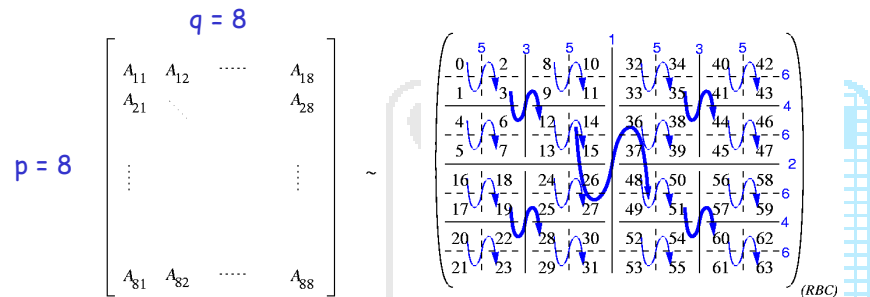 q = 8
p = 8
A11 A12 ..... A18
A21 A28
A81 A82 ..... A88
~
1
5 3 5 5 3 5
0 2 8 10 32 34 40 42
6
1 3 9 11 33 35 41 43
4
4 6 12 14 36 38 44 46
6
5 7 13 15 37 39 45 47
2
16 18 24 26 48 50 56 58
6
17 19 25 27 49 51 57 59
4
20 22 28 30 52 54 60 62
6
21 23 29 31 53 55 61 63
(RBC)